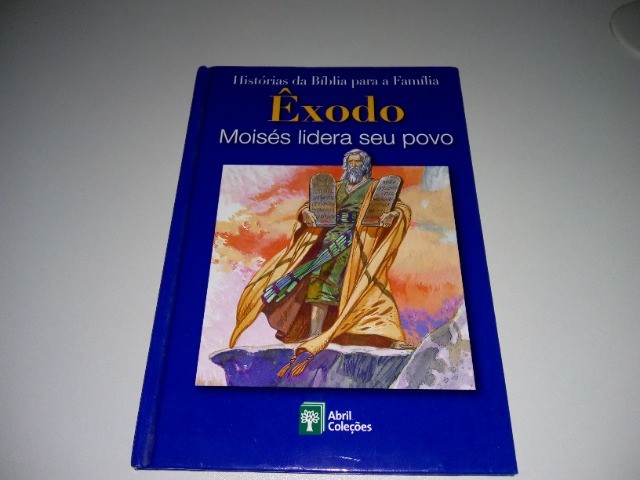 Histórias da Bíblia para a Família
Êxodo
Moisés lidera seu povo
Abril
Coleções